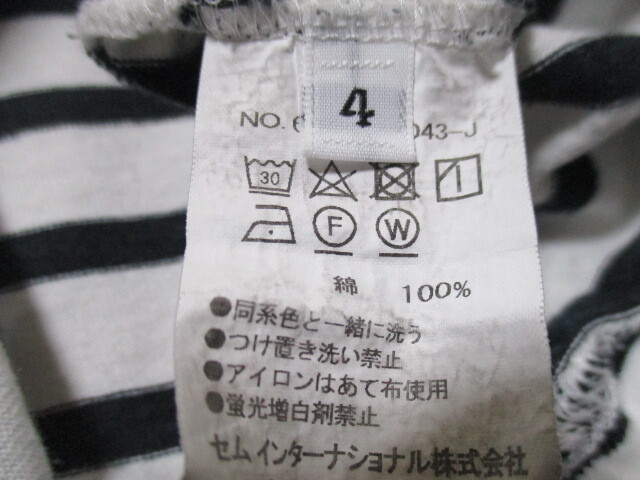 4
NO. 6 043-J
30
F W
綿 100%
●同系色と一緒に洗う
●つけ置き洗い禁止
●アイロンはあて布使用
●蛍光増白剤禁止
セムインターナショナル株式会社